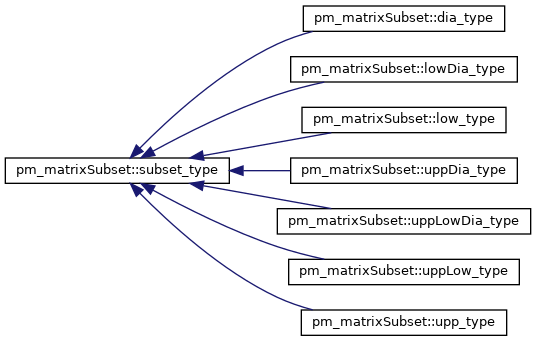 pm_matrixSubset::dia_type
pm_matrixSubset::lowDia_type
pm_matrixSubset::low_type
pm_matrixSubset::subset_type
pm_matrixSubset::uppDia_type
pm_matrixSubset::uppLowDia_type
pm_matrixSubset::uppLow_type
pm_matrixSubset::upp_type